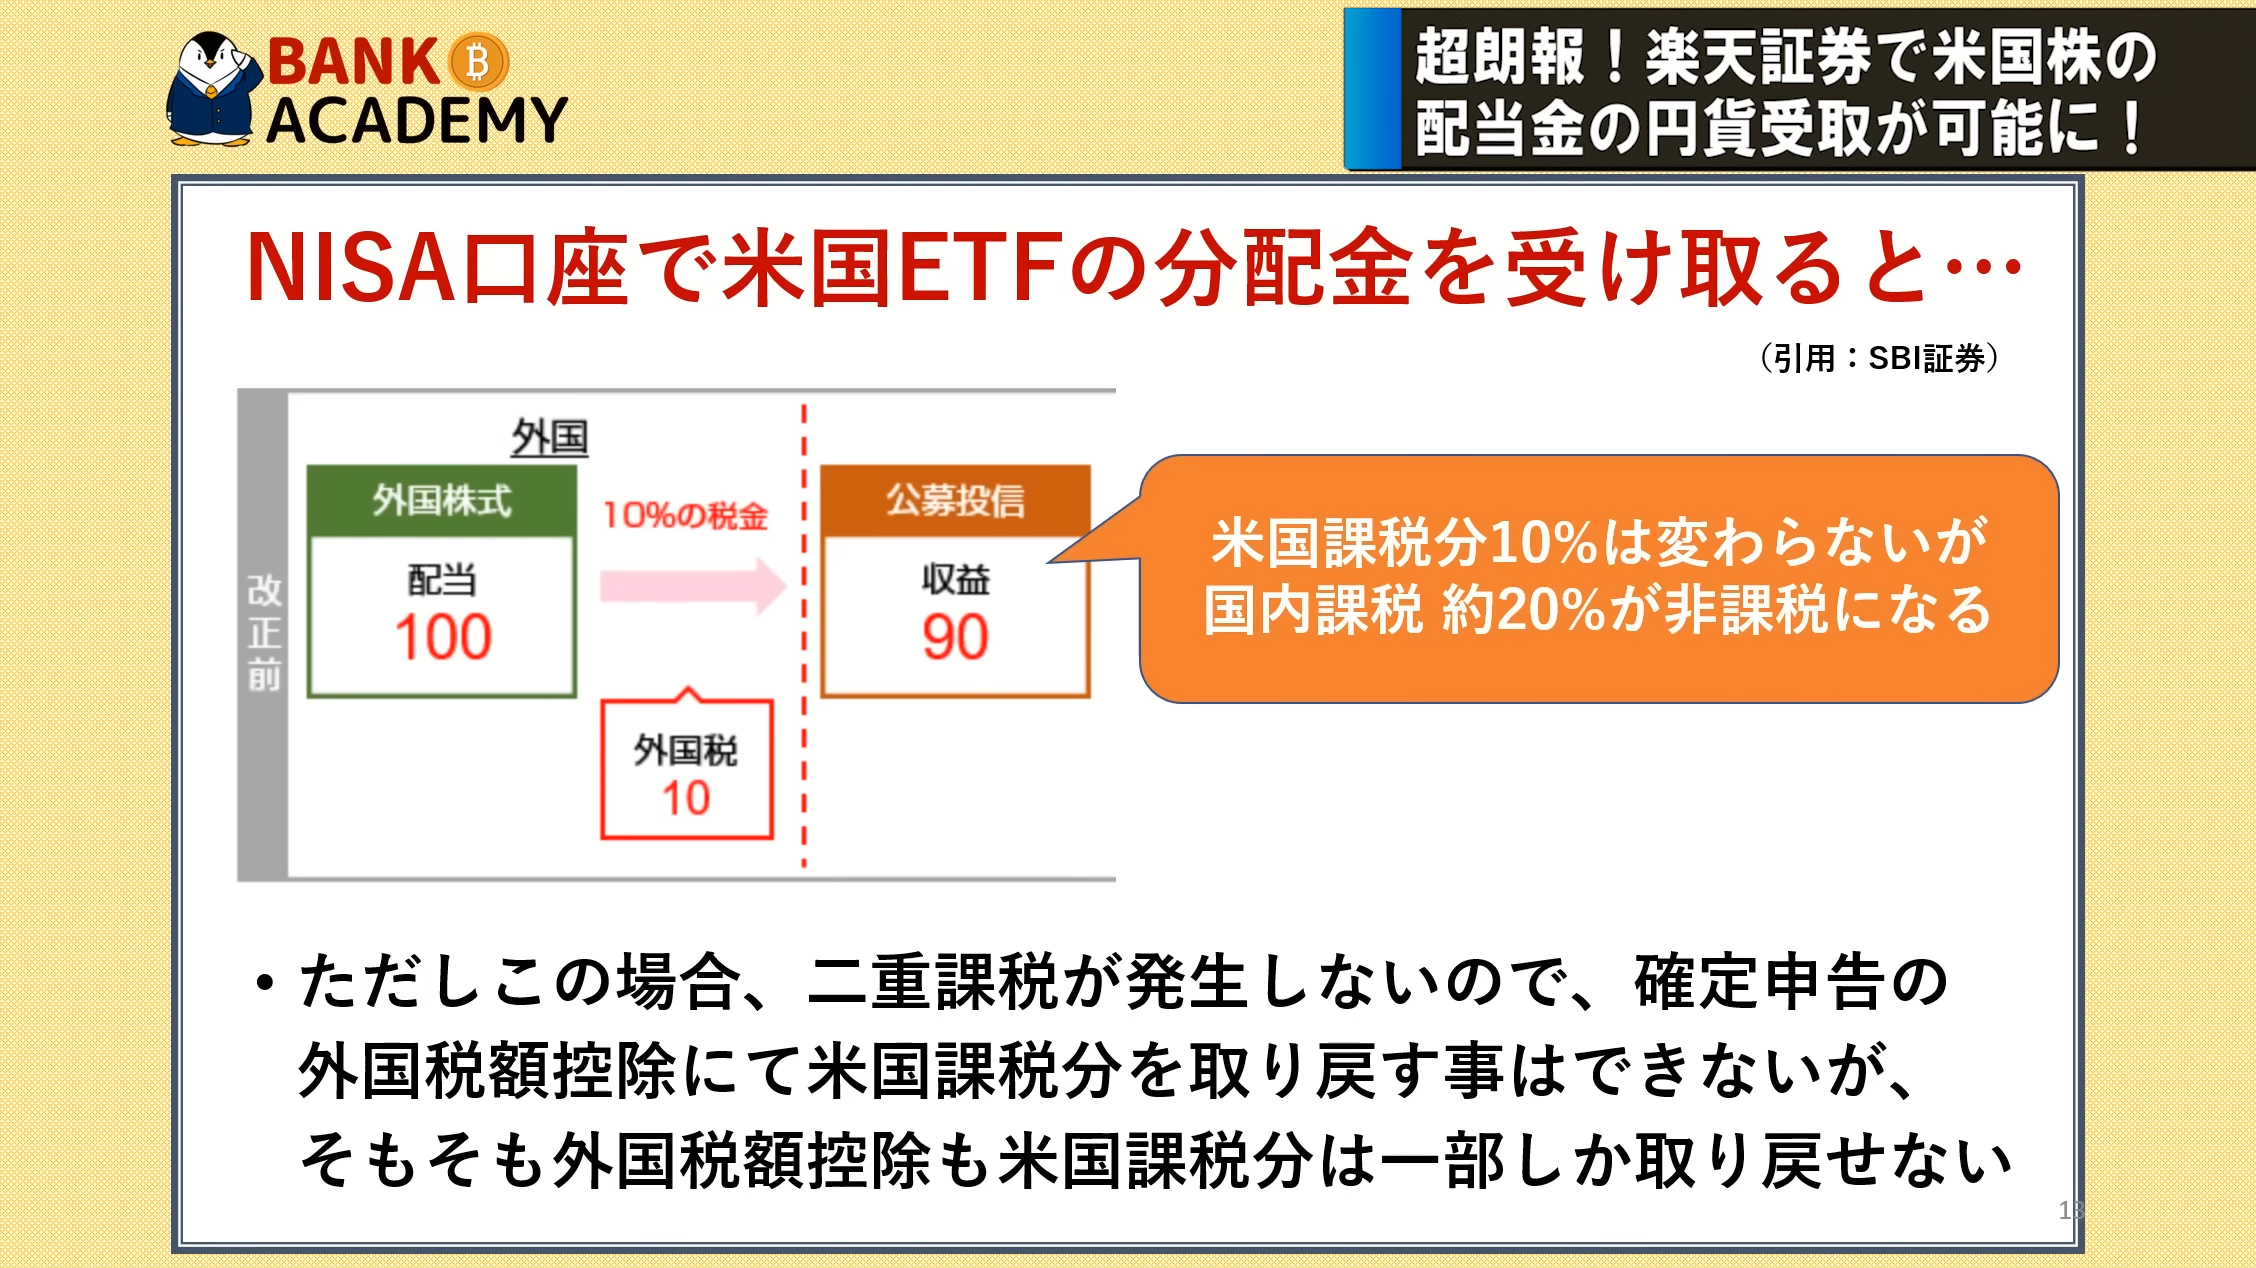 BANK
ACADEMY
超朗報！楽天証券で米国株の
配当金の円貨受取が可能に！
NISA口座で米国ETFの分配金を受け取ると…
（引用：SBI証券）
改正前
外国
外国株式
配当
100
10%の税金
外国税
10
公募投信
収益
90
米国課税分10%は変わらないが
国内課税 約20%が非課税になる
・ただしこの場合、二重課税が発生しないので、確定申告の
外国税額控除にて米国課税分を取り戻す事はできないが、
そもそも外国税額控除も米国課税分は一部しか取り戻せない